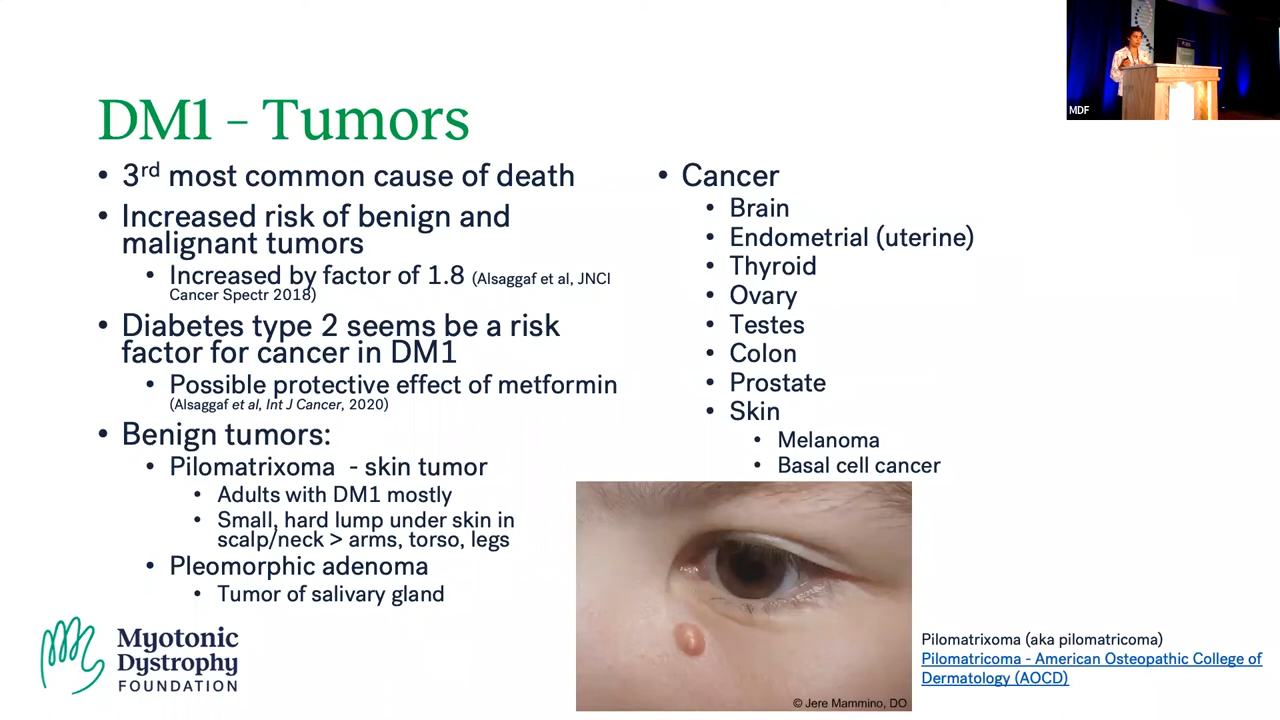 MDF
DM1 – Tumors
• 3rd most common cause of death
• Increased risk of benign and
malignant tumors
• Increased by factor of 1.8 (Alsaggaf et al, JNCI
Cancer Spectr 2018)
• Diabetes type 2 seems be a risk
factor for cancer in DM1
• Possible protective effect of metformin
(Alsaggaf et al, Int J Cancer, 2020)
• Benign tumors:
• Pilomatrixoma - skin tumor
• Adults with DM1 mostly
• Small, hard lump under skin in
scalp/neck > arms, torso, legs
• Pleomorphic adenoma
• Tumor of salivary gland
• Cancer
• Brain
• Endometrial (uterine)
• Thyroid
• Ovary
• Testes
• Colon
• Prostate
• Skin
• Melanoma
• Basal cell cancer
© Jere Mammino, DO
Pilomatrixoma (aka pilomatricoma)
Pilomatricoma - American Osteopathic College of
Dermatology (AOCD)
Myotonic
Dystrophy
FOUNDATION